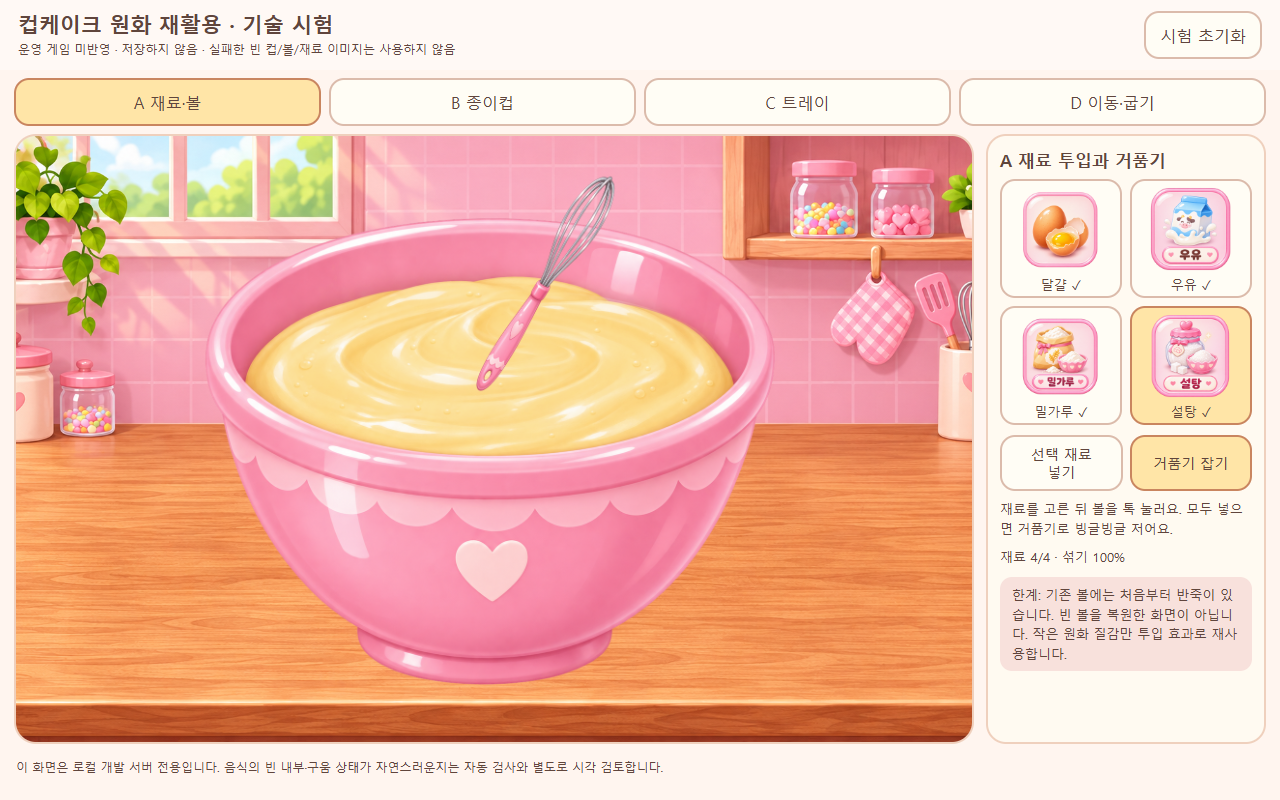 컵케이크 원화 재활용 · 기술 시험
운영 게임 미반영 · 저장하지 않음 · 실패한 빈 컵/볼/재료 이미지는 사용하지 않음
시험 초기화
A 재료·볼
B 종이컵
C 트레이
D 이동·굽기
A 재료 투입과 거품기
달걀 ✓
우유
우유 ✓
밀가루
밀가루 ✓
설탕
설탕 ✓
선택 재료
넣기
거품기 잡기
재료를 고른 뒤 볼을 톡 눌러요. 모두 넣으
면 거품기로 빙글빙글 저어요.
재료 4/4 · 섞기 100%
한계: 기존 볼에는 처음부터 반죽이 있
습니다. 빈 볼을 복원한 화면이 아닙니
다. 작은 원화 질감만 투입 효과로 재사
용합니다.
이 화면은 로컬 개발 서버 전용입니다. 음식의 빈 내부·구움 상태가 자연스러운지는 자동 검사와 별도로 시각 검토합니다.